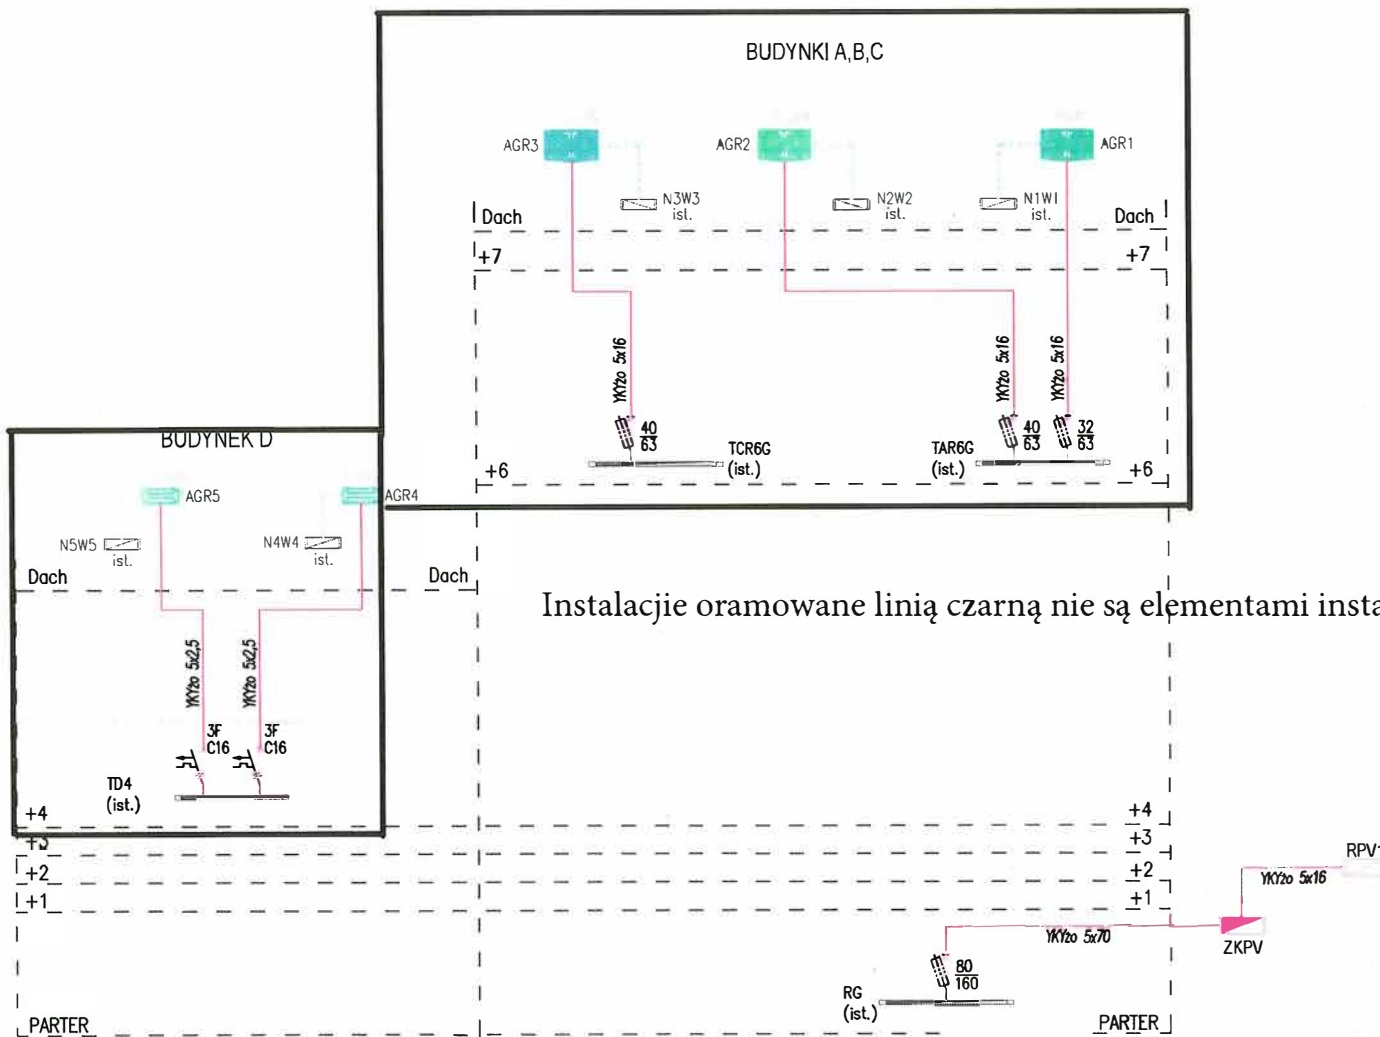 BUDYNKI A,B,C
AGR3
AGR2
AGR1
N3W3
ist.
N2W2
ist.
N1W1
ist.
Dach
Dach
+7
+7
YKYżo 5x16
YKYżo 5x16
YKYżo 5x16
40
63
40
63
32
63
TCR6G
(ist.)
TAR6G
(ist.)
+6
+6
BUDYNEK D
AGR5
AGR4
N5W5
ist.
N4W4
ist.
Dach
Dach
Instalacjie oramowane linią czarną nie są elementami insta
YKYżo 5x2,5
YKYżo 5x2,5
3F
C16
3F
C16
TD4
(ist.)
+4
+4
+3
+3
+2
+2
+1
+1
RPV1
YKYżo 5x16
YKYżo 5x70
ZKPV
80
160
RG
(ist.)
PARTER
PARTER